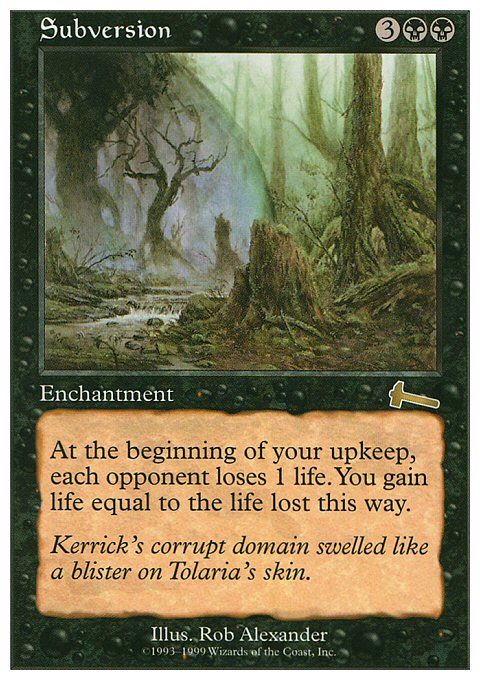 Subversion
3
Enchantment
At the beginning of your upkeep,
each opponent loses 1 life. You gain
life equal to the life lost this way.
Kerrick's corrupt domain swelled like
a blister on Tolaria's skin.
Illus. Rob Alexander
©1993–1999 Wizards of the Coast, Inc.